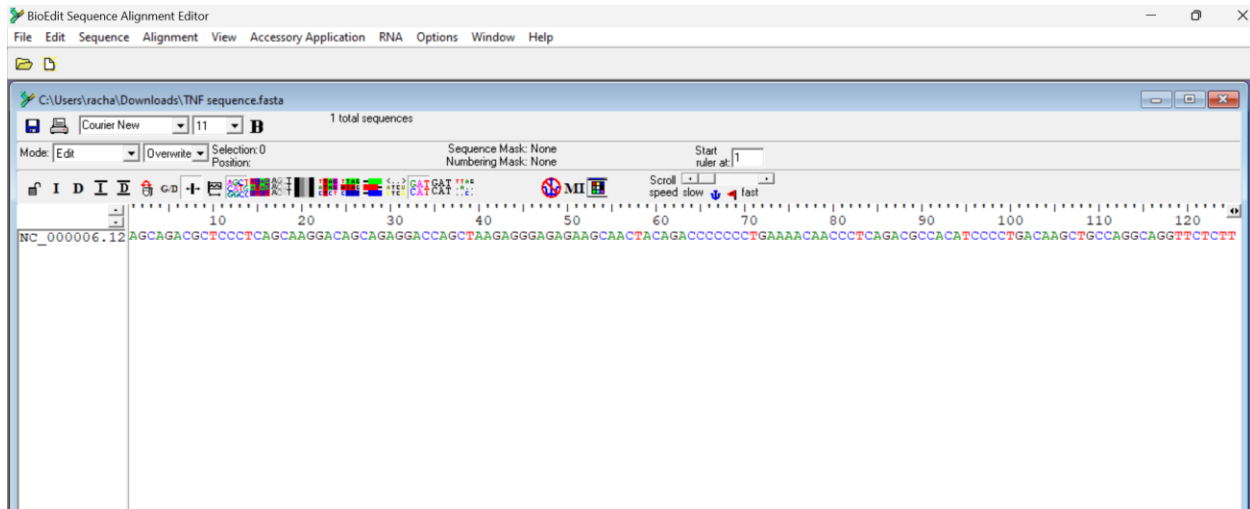 BioEdit Sequence Alignment Editor
File Edit Sequence Alignment View Accessory Application RNA Options Window Help
C:\Users\racha\Downloads\TNF sequence.fasta
Courier New 11 B 1 total sequences
Mode: Edit Overwrite Selection: 0 Sequence Mask: None Start
Position: Numbering Mask: None ruler at: 1
I D I D G/D MI Scroll
speed slow fast
10 20 30 40 50 60 70 80 90 100 110 120
NC_000006.12 AGCAGACGCTCCCTCAGCAAGGACAGCAGAGGACCAGCTAAGAGGGAGAGAAGCAACTACAGACCCCCCCTGAAAACAACCCTCAGACGCCACATCCCCTGACAAGCTGCCAGGCAGGTTCTCTT